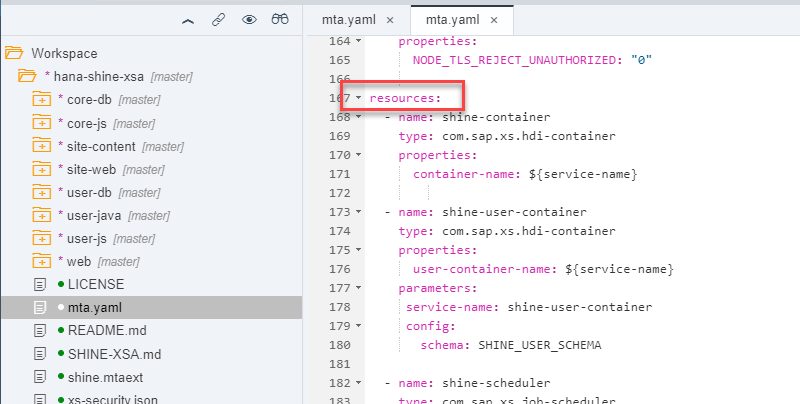 mta.yaml × mta.yaml ×
Workspace
* hana-shine-xsa [master]
* core-db [master]
* core-js [master]
* site-content [master]
* site-web [master]
* user-db [master]
* user-java [master]
* user-js [master]
* web [master]
LICENSE
mta.yaml
README.md
SHINE-XSA.md
shine.mtaext
xs-security.json
164 properties:
165 NODE_TLS_REJECT_UNAUTHORIZED: "0"
166
167 resources:
168 - name: shine-container
169 type: com.sap.xs.hdi-container
170 properties:
171 container-name: ${service-name}
172
173 - name: shine-user-container
174 type: com.sap.xs.hdi-container
175 properties:
176 user-container-name: ${service-name}
177 parameters:
178 service-name: shine-user-container
179 config:
180 schema: SHINE_USER_SCHEMA
181
182 - name: shine-scheduler
183 type: com.sap.xs.job-scheduler